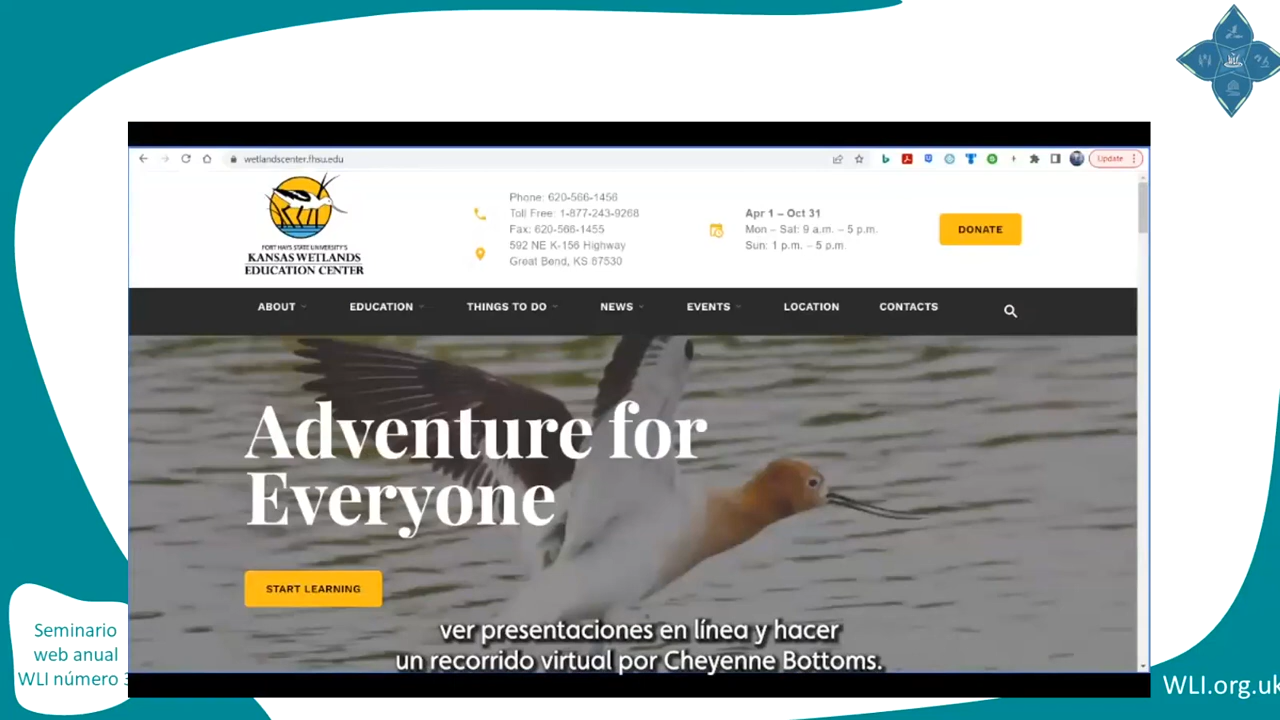 wetlandscenter.fhsu.edu
Update
FORT HAYS STATE UNIVERSITY'S
KANSAS WETLANDS
EDUCATION CENTER
Phone: 620-566-1456
Toll Free: 1-877-243-9268
Fax: 620-566-1455
592 NE K-156 Highway
Great Bend, KS 67530
Apr 1 – Oct 31
Mon – Sat: 9 a.m. – 5 p.m.
Sun: 1 p.m. – 5 p.m.
DONATE
ABOUT EDUCATION THINGS TO DO NEWS EVENTS LOCATION CONTACTS
Adventure for
Everyone
START LEARNING
ver presentaciones en línea y hacer
un recorrido virtual por Cheyenne Bottoms.
Seminario
web anual
WLI número 3
WLI.org.uk